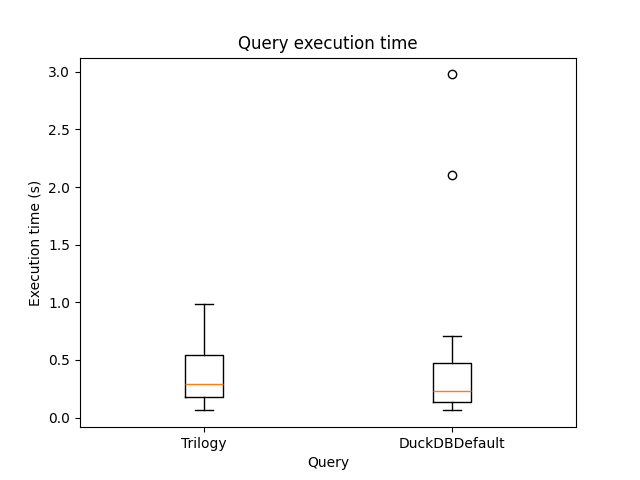 Query execution time
3.0
2.5
2.0
1.5
1.0
0.5
0.0
Execution time (s)
Trilogy
DuckDBDefault
Query